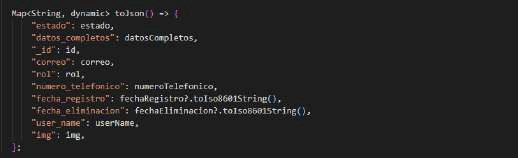 Map<String, dynamic> toJson() => {
"estado": estado,
"datos_completos": datosCompletos,
"_id": id,
"correo": correo,
"rol": rol,
"numero_telefonico": numeroTelefonico,
"fecha_registro": fechaRegistro?.toIso8601String(),
"fecha_eliminacion": fechaEliminacion?.toIso8601String(),
"user_name": userName,
"img": img,
};